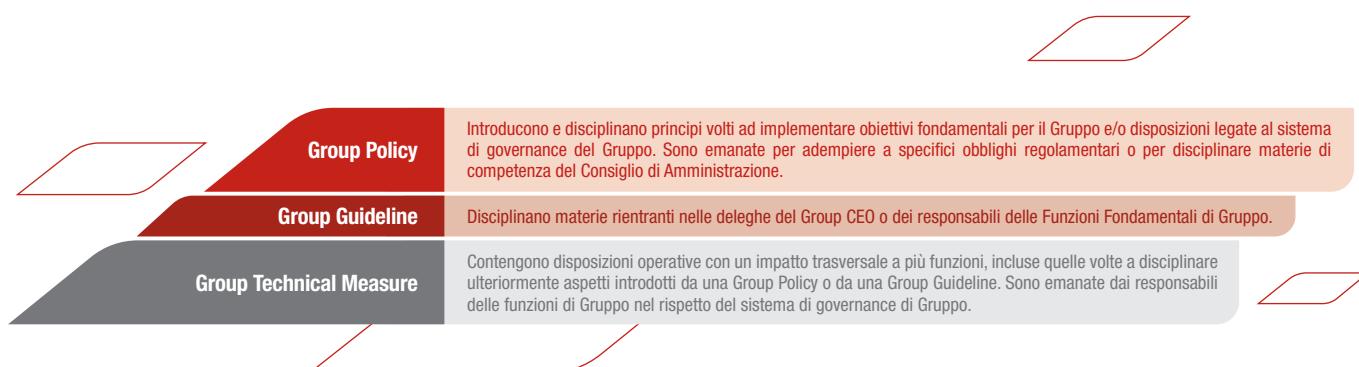 Group Policy
Introducono e disciplinano principi volti ad implementare obiettivi fondamentali per il Gruppo e/o disposizioni legate al sistema
di governance del Gruppo. Sono emanate per adempiere a specifici obblighi regolamentari o per disciplinare materie di
competenza del Consiglio di Amministrazione.
Group Guideline
Disciplinano materie rientranti nelle deleghe del Group CEO o dei responsabili delle Funzioni Fondamentali di Gruppo.
Group Technical Measure
Contengono disposizioni operative con un impatto trasversale a più funzioni, incluse quelle volte a disciplinare
ulteriormente aspetti introdotti da una Group Policy o da una Group Guideline. Sono emanate dai responsabili
delle funzioni di Gruppo nel rispetto del sistema di governance di Gruppo.